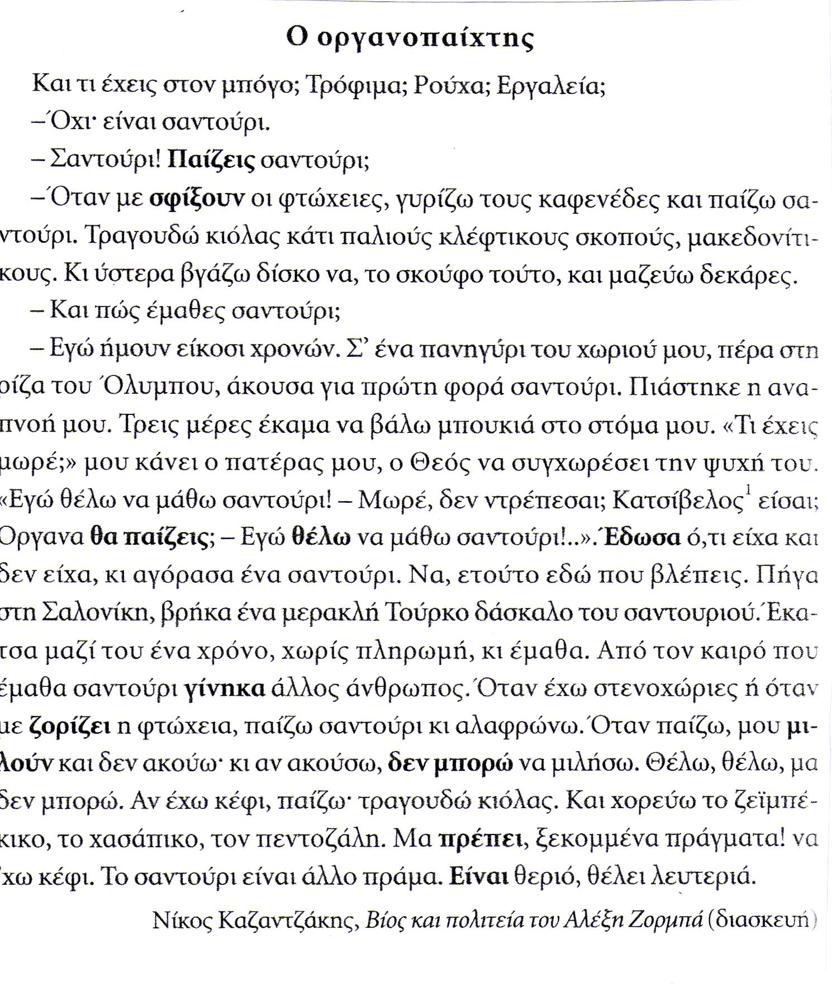 Ο οργανοπαίχτης
Και τι έχεις στον μπόγο; Τρόφιμα; Ρούχα; Εργαλεία;
– Όχι· είναι σαντούρι.
– Σαντούρι! Παίζεις σαντούρι;
– Όταν με σφίξουν οι φτώχειες, γυρίζω τους καφενέδες και παίζω σα-
ντούρι. Τραγουδώ κιόλας κάτι παλιούς κλέφτικους σκοπούς, μακεδονίτι-
κους. Κι ύστερα βγάζω δίσκο να, το σκούφο τούτο, και μαζεύω δεκάρες.
– Και πώς έμαθες σαντούρι;
– Εγώ ήμουν είκοσι χρονών. Σ’ ένα πανηγύρι του χωριού μου, πέρα στη
ρίζα του Όλυμπου, άκουσα για πρώτη φορά σαντούρι. Πιάστηκε η ανα-
πνοή μου. Τρεις μέρες έκαμα να βάλω μπουκιά στο στόμα μου. «Τι έχεις
μωρέ;» μου κάνει ο πατέρας μου, ο Θεός να συγχωρέσει την ψυχή του.
«Εγώ θέλω να μάθω σαντούρι! – Μωρέ, δεν ντρέπεσαι; Κατσίβελος¹ είσαι;
Όργανα θα παίζεις; – Εγώ θέλω να μάθω σαντούρι!..». Έδωσα ό,τι είχα και
δεν είχα, κι αγόρασα ένα σαντούρι. Να, ετούτο εδώ που βλέπεις. Πήγα
στη Σαλονίκη, βρήκα ένα μερακλή Τούρκο δάσκαλο του σαντουριού. Έκα-
τσα μαζί του ένα χρόνο, χωρίς πληρωμή, κι έμαθα. Από τον καιρό που
έμαθα σαντούρι γίνηκα άλλος άνθρωπος. Όταν έχω στενοχώριες ή όταν
με ζορίζει η φτώχεια, παίζω σαντούρι κι αλαφρώνω. Όταν παίζω, μου μι-
λούν και δεν ακούω· κι αν ακούσω, δεν μπορώ να μιλήσω. Θέλω, θέλω, μα
δεν μπορώ. Αν έχω κέφι, παίζω· τραγουδώ κιόλας. Και χορεύω το ζεϊμπέ-
κικο, το χασάπικο, τον πεντοζάλη. Μα πρέπει, ξεκομμένα πράγματα! να
’χω κέφι. Το σαντούρι είναι άλλο πράμα. Είναι θεριό, θέλει λευτεριά.
Νίκος Καζαντζάκης, Βίος και πολιτεία του Αλέξη Ζορμπά (διασκευή)